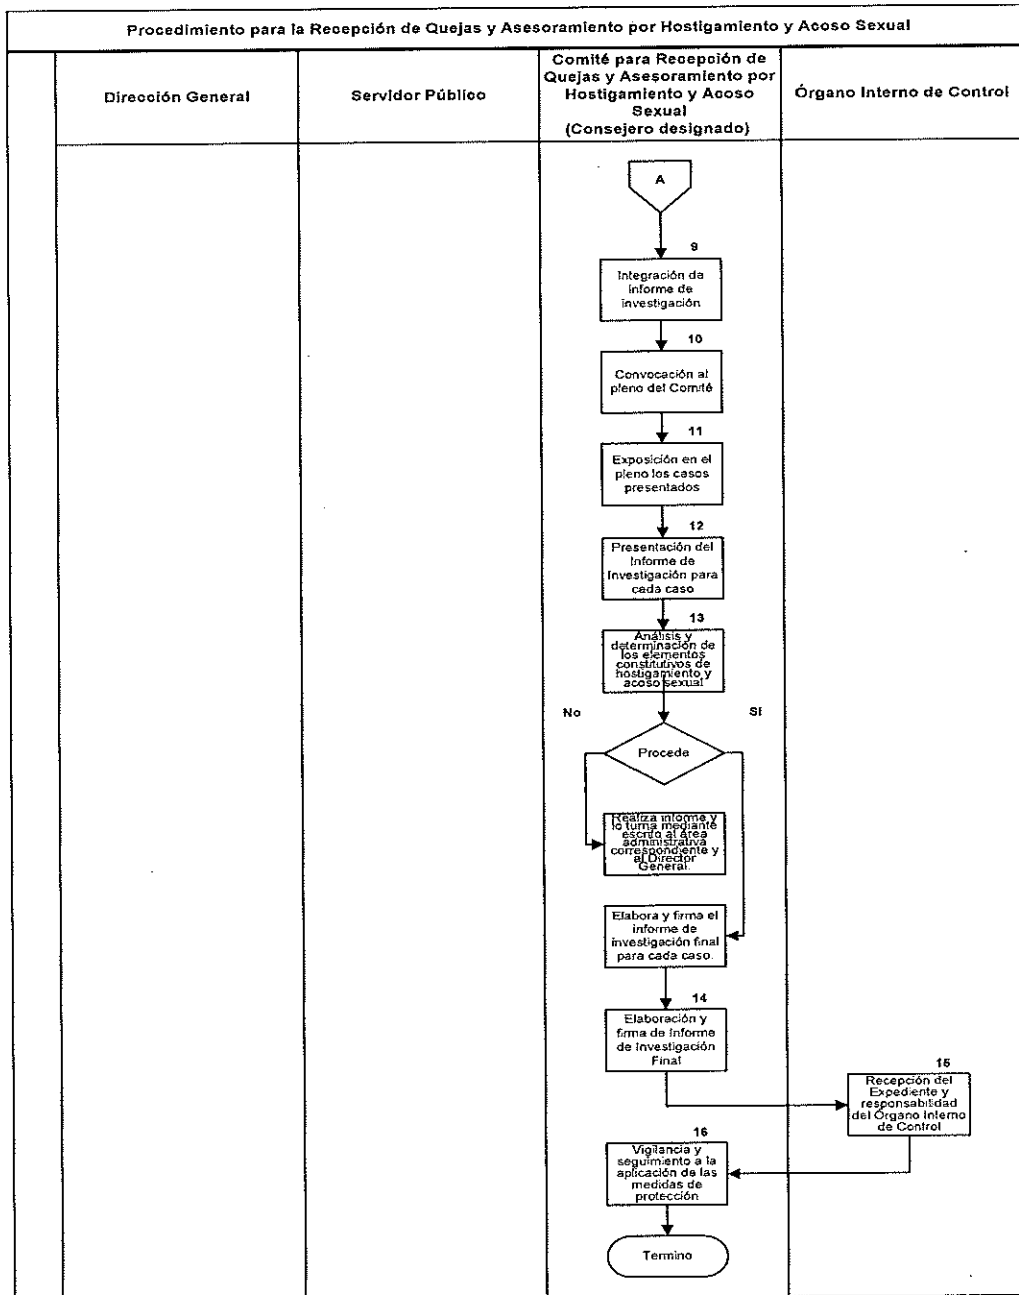 Procedimiento para la Recepción de Quejas y Asesoramiento por Hostigamiento y Acoso Sexual
Dirección General
Servidor Público
Comité para Recepción de
Quejas y Asesoramiento por
Hostigamiento y Acoso
Sexual
(Consejero designado)
Órgano Interno de Control
A
9
Integración de
Informe de
investigación
10
Convocación al
pleno del Comité
11
Exposición en el
pleno los casos
presentados
12
Presentación del
Informe de
Investigación para
cada caso
13
Análisis y
determinación de
los elementos
constitutivos de
hostigamiento y
acoso sexual
No
Sí
Procede
Realiza informe y
lo turna mediante
escrito al área
administrativa
correspondiente y
al Director
General.
Elabora y firma el
informe de
investigación final
para cada caso.
14
Elaboración y
firma de Informe
de Investigación
Final
15
Recepción del
Expediente y
responsabilidad
del Órgano Interno
de Control
16
Vigilancia y
seguimiento a la
aplicación de las
medidas de
protección
Termino